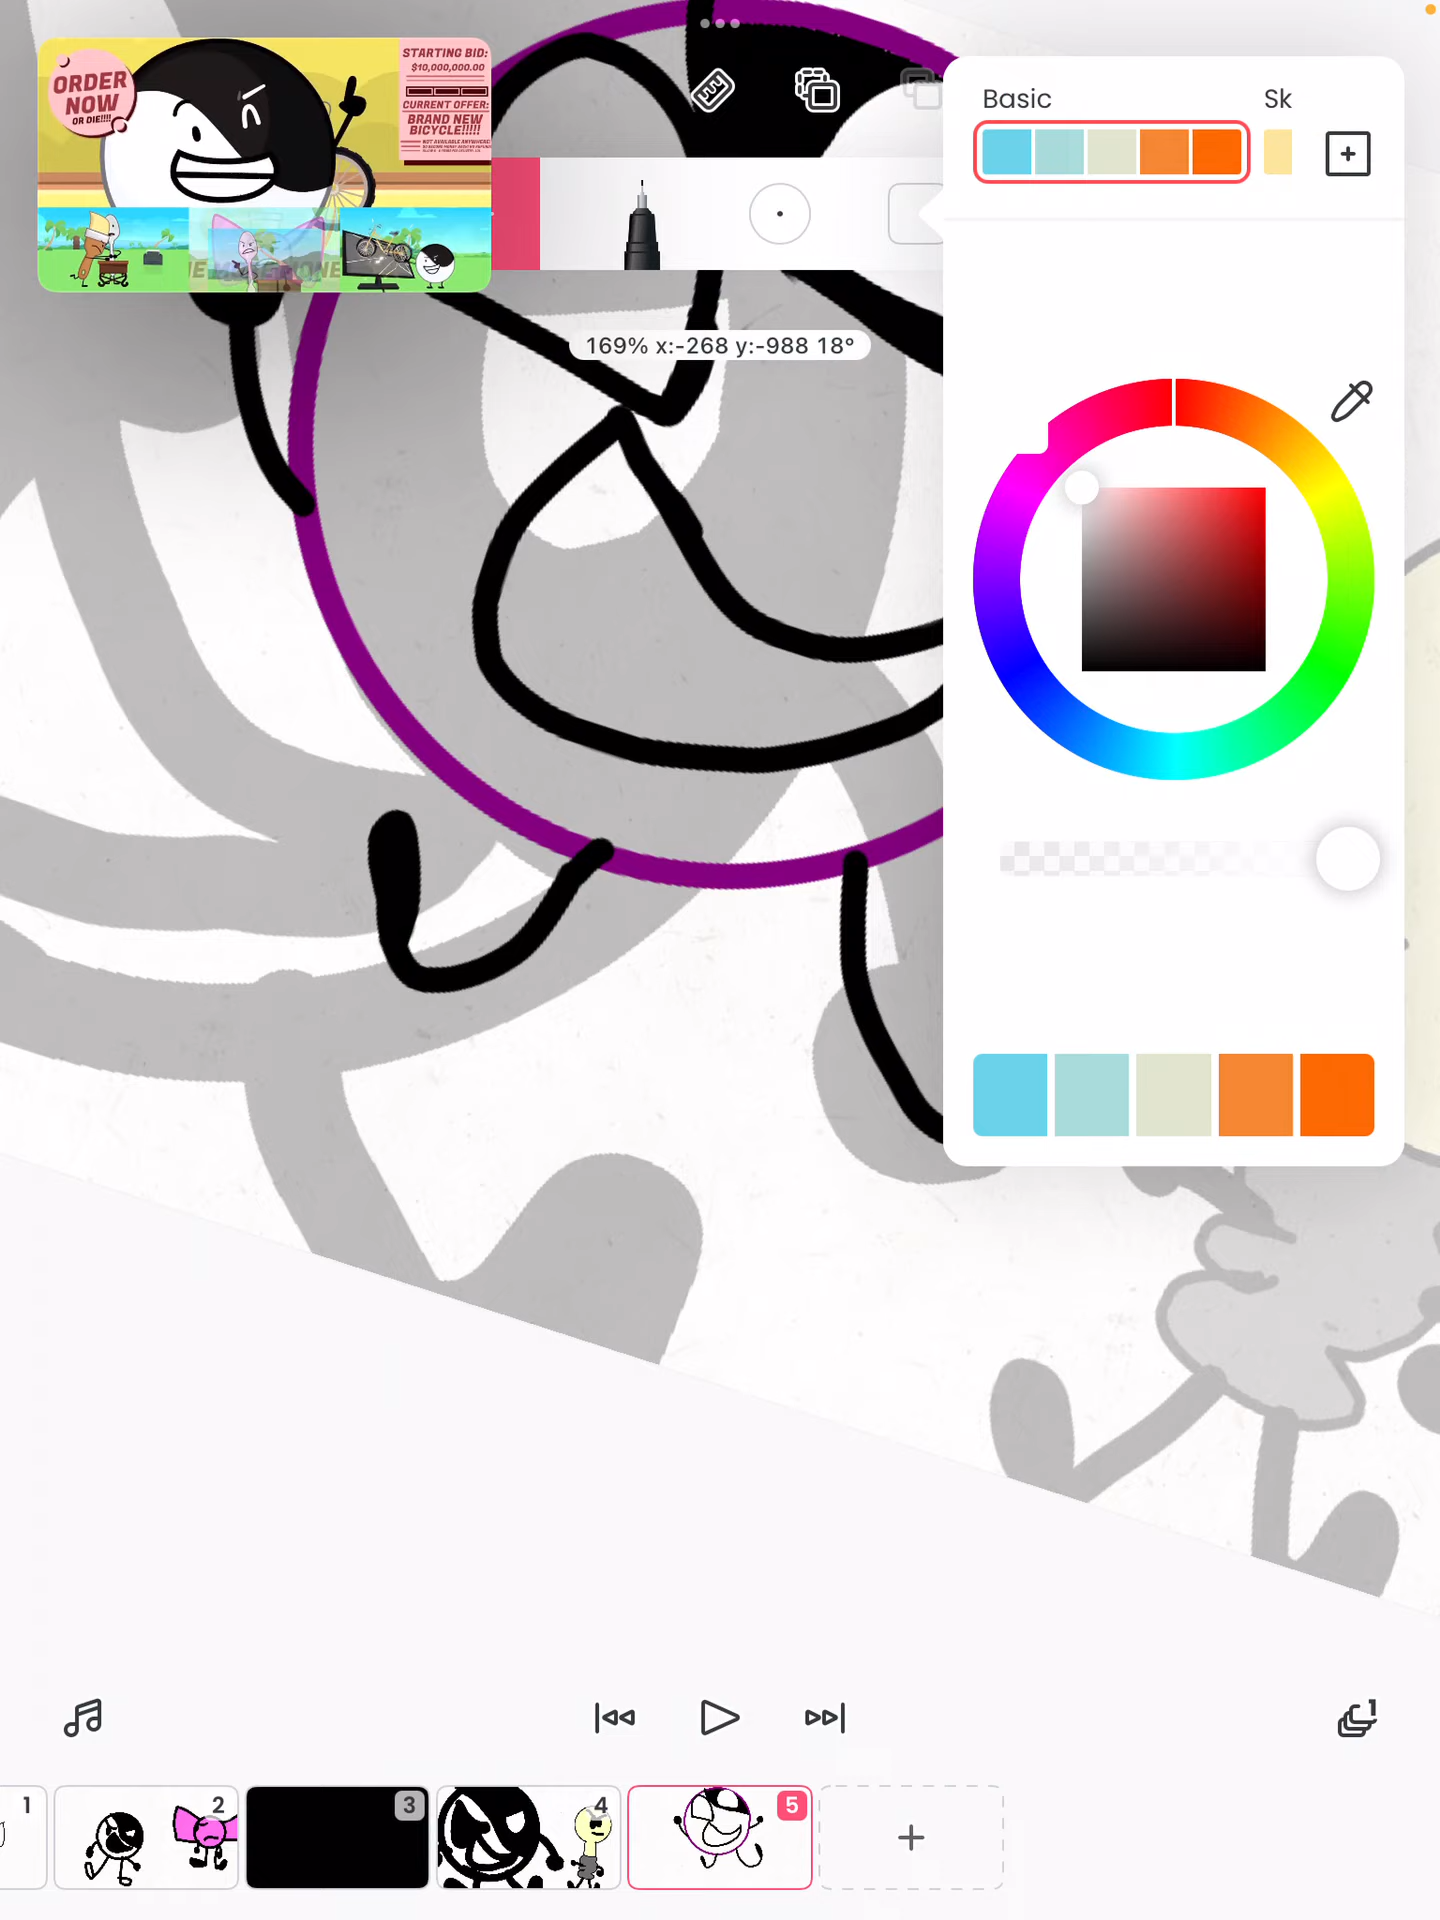 ORDER
NOW
OR DIE!!!!
STARTING BID:
$10,000,000.00
CURRENT OFFER:
BRAND NEW
BICYCLE!!!!!
Basic
Sk
169% x:-268 y:-988 18°
1
1
2
3
4
5